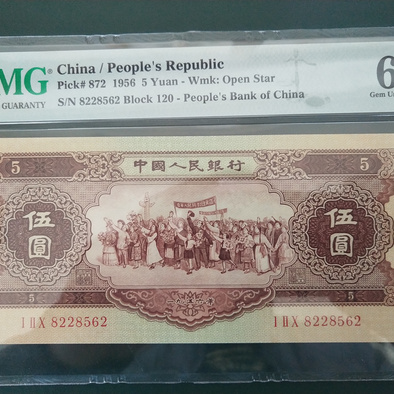 MG China / People's Republic
GUARANTY Pick# 872 1956 5 Yuan - Wmk: Open Star
S/N 8228562 Block 120 - People's Bank of China
6
Gem U
5 中國人民銀行 5
伍圓 伍圓
5 5
I II X 8228562 I II X 8228562